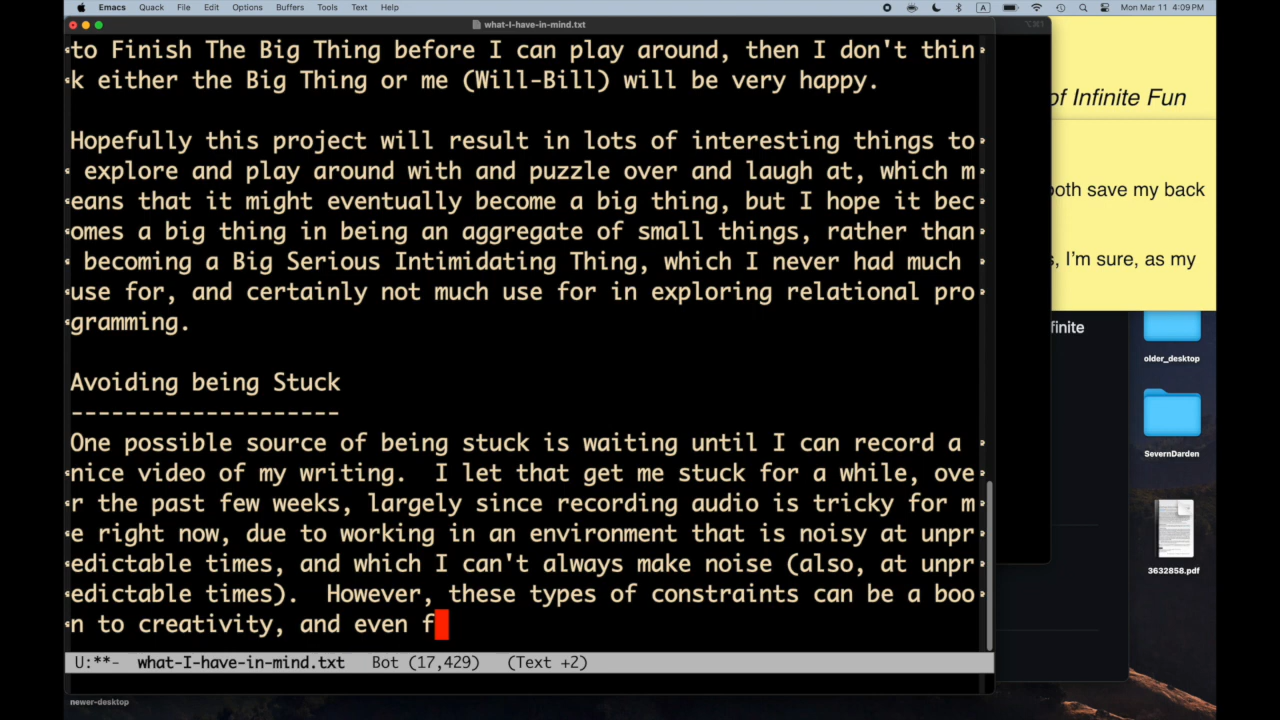 Emacs Quack File Edit Options Buffers Tools Text Help
A
Mon Mar 11 4:09 PM
what-I-have-in-mind.txt
⌥⌘1
to Finish The Big Thing before I can play around, then I don't thin
k either the Big Thing or me (Will-Bill) will be very happy.
Hopefully this project will result in lots of interesting things to
explore and play around with and puzzle over and laugh at, which m
eans that it might eventually become a big thing, but I hope it bec
omes a big thing in being an aggregate of small things, rather than
becoming a Big Serious Intimidating Thing, which I never had much
use for, and certainly not much use for in exploring relational pro
gramming.
Avoiding being Stuck
--------------------
One possible source of being stuck is waiting until I can record a
nice video of my writing.  I let that get me stuck for a while, ove
r the past few weeks, largely since recording audio is tricky for m
e right now, due to working in an environment that is noisy at unpr
edictable times, and which I can't always make noise (also, at unpr
edictable times).  However, these types of constraints can be a boo
n to creativity, and even f
U:**-  what-I-have-in-mind.txt   Bot (17,429)   (Text +2)
of Infinite Fun
both save my back
s, I'm sure, as my
finite
older_desktop
SevernDarden
3632858.pdf
newer-desktop